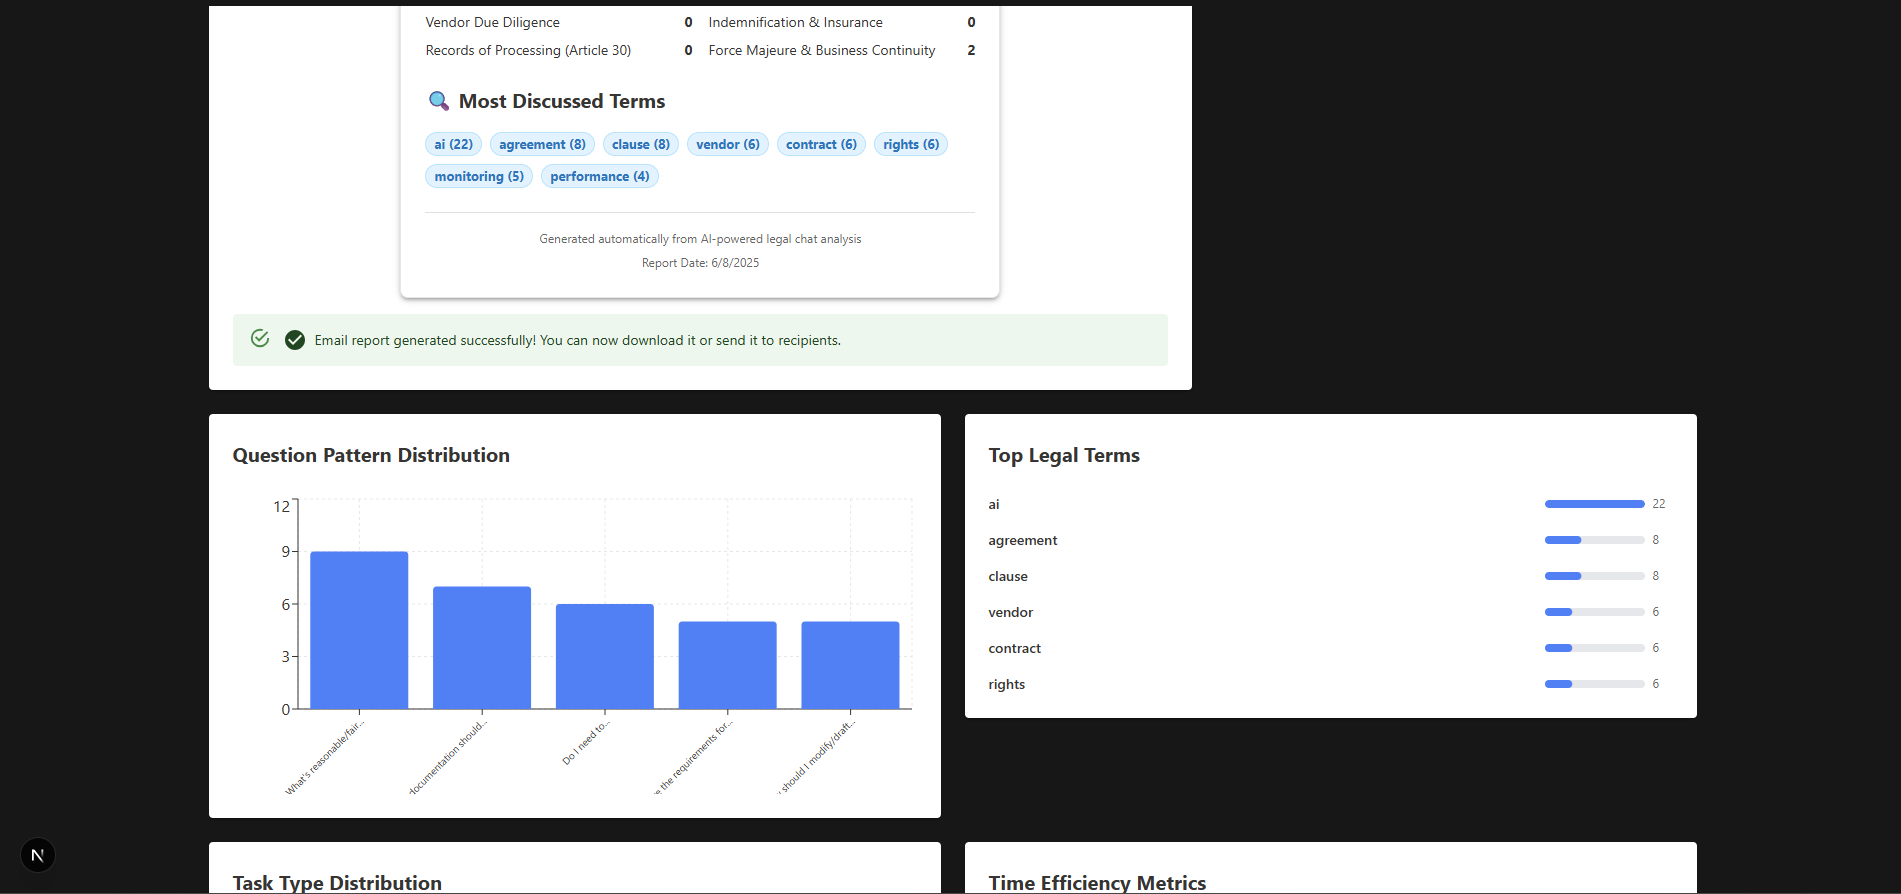 Vendor Due Diligence 0 Indemnification & Insurance 0
Records of Processing (Article 30) 0 Force Majeure & Business Continuity 2
Most Discussed Terms
ai (22) agreement (8) clause (8) vendor (6) contract (6) rights (6)
monitoring (5) performance (4)
Generated automatically from AI-powered legal chat analysis
Report Date: 6/8/2025
Email report generated successfully! You can now download it or send it to recipients.
Question Pattern Distribution
12
9
6
3
0
What's reasonable/fair...
documentation should...
Do I need to...
e the requirements for...
should I modify/draft...
Top Legal Terms
ai 22
agreement 8
clause 8
vendor 6
contract 6
rights 6
N
Task Type Distribution
Time Efficiency Metrics